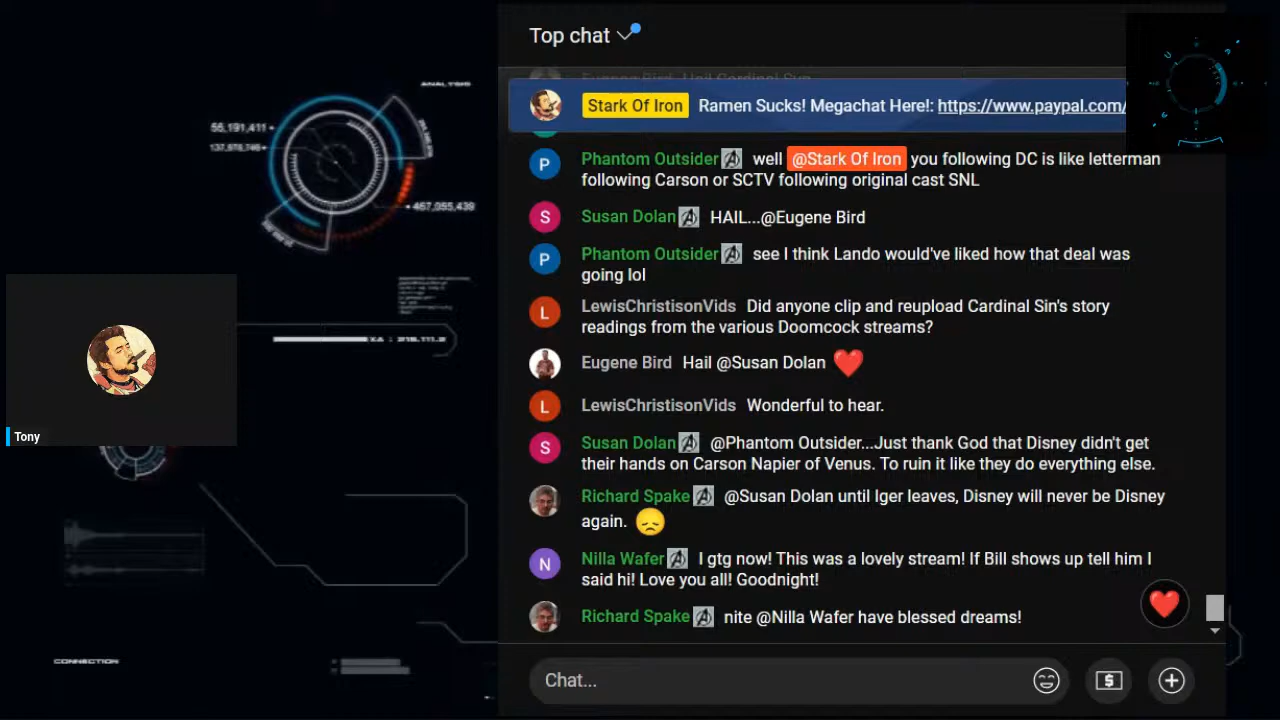 Top chat
Stark Of Iron Ramen Sucks! Megachat Here!: https://www.paypal.com/
P Phantom Outsider well @Stark Of Iron you following DC is like letterman
following Carson or SCTV following original cast SNL
S Susan Dolan HAIL...@Eugene Bird
P Phantom Outsider see I think Lando would've liked how that deal was
going lol
L LewisChristisonVids Did anyone clip and reupload Cardinal Sin's story
readings from the various Doomcock streams?
Eugene Bird Hail @Susan Dolan ❤️
L LewisChristisonVids Wonderful to hear.
S Susan Dolan @Phantom Outsider...Just thank God that Disney didn't get
their hands on Carson Napier of Venus. To ruin it like they do everything else.
Richard Spake @Susan Dolan until Iger leaves, Disney will never be Disney
again. 😞
N Nilla Wafer I gtg now! This was a lovely stream! If Bill shows up tell him I
said hi! Love you all! Goodnight!
Richard Spake nite @Nilla Wafer have blessed dreams!
Chat...
ANALYSIS
55,191,411
467,055,439
Tony
CONNECTION